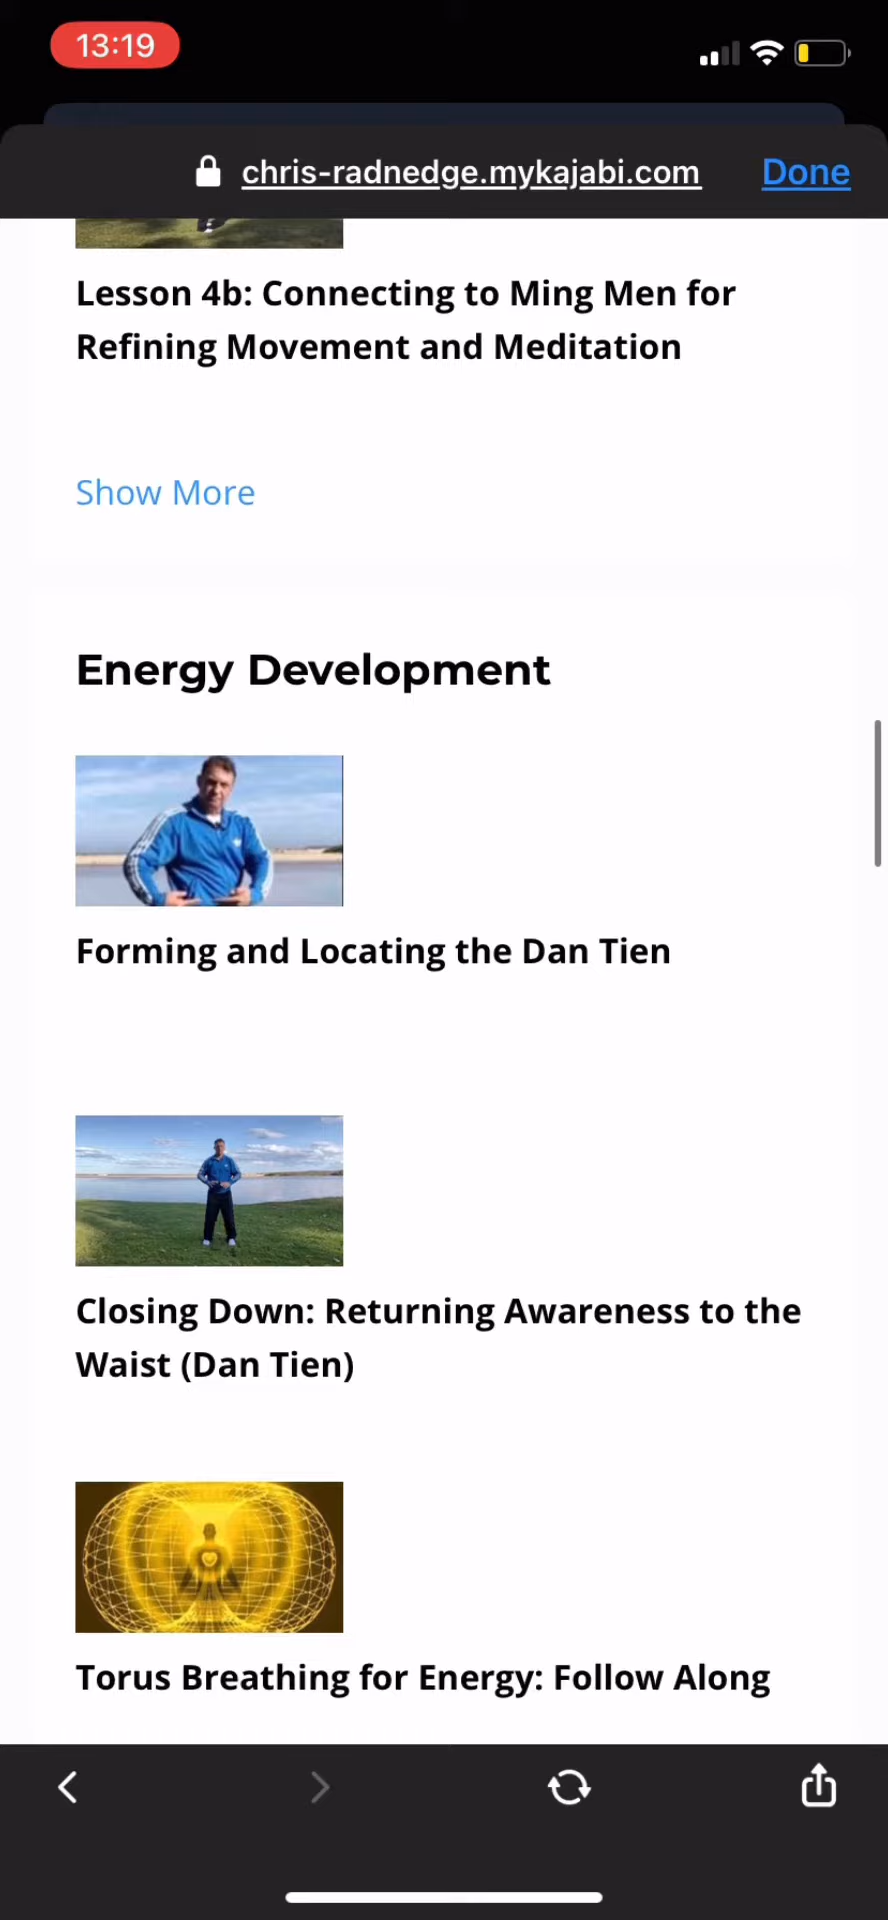 13:19
chris-radnedge.mykajabi.com
Done
Lesson 4b: Connecting to Ming Men for
Refining Movement and Meditation
Show More
Energy Development
Forming and Locating the Dan Tien
Closing Down: Returning Awareness to the
Waist (Dan Tien)
Torus Breathing for Energy: Follow Along